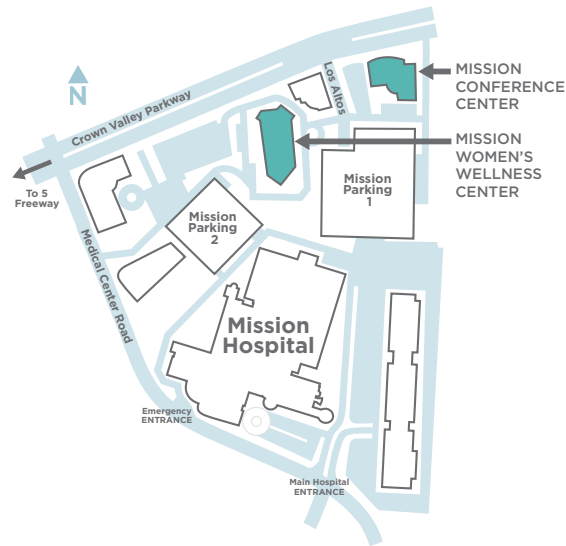 N
Crown Valley Parkway
Los Altos
MISSION
CONFERENCE
CENTER
MISSION
WOMEN'S
WELLNESS
CENTER
To 5
Freeway
Mission
Parking
1
Mission
Parking
2
Medical Center Road
Mission
Hospital
Emergency
ENTRANCE
Main Hospital
ENTRANCE